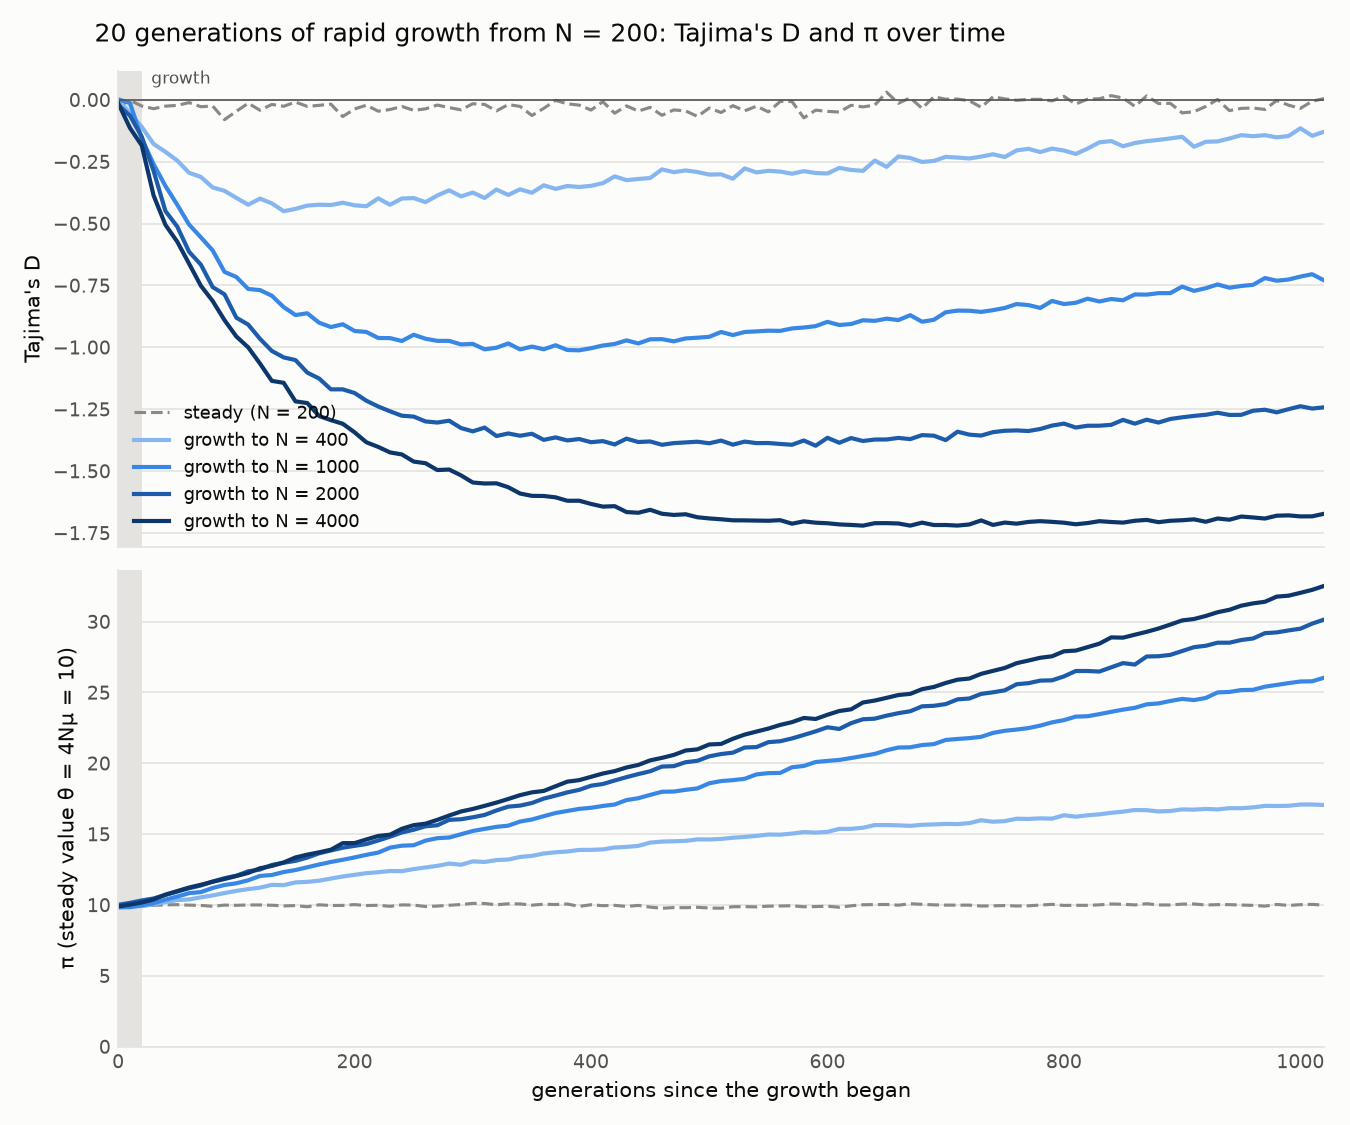 20 generations of rapid growth from N = 200: Tajima's D and π over time
growth
0.00
−0.25
−0.50
−0.75
−1.00
−1.25
−1.50
−1.75
Tajima's D
steady (N = 200)
growth to N = 400
growth to N = 1000
growth to N = 2000
growth to N = 4000
30
25
20
15
10
5
0
π (steady value θ = 4Nμ = 10)
0 200 400 600 800 1000
generations since the growth began